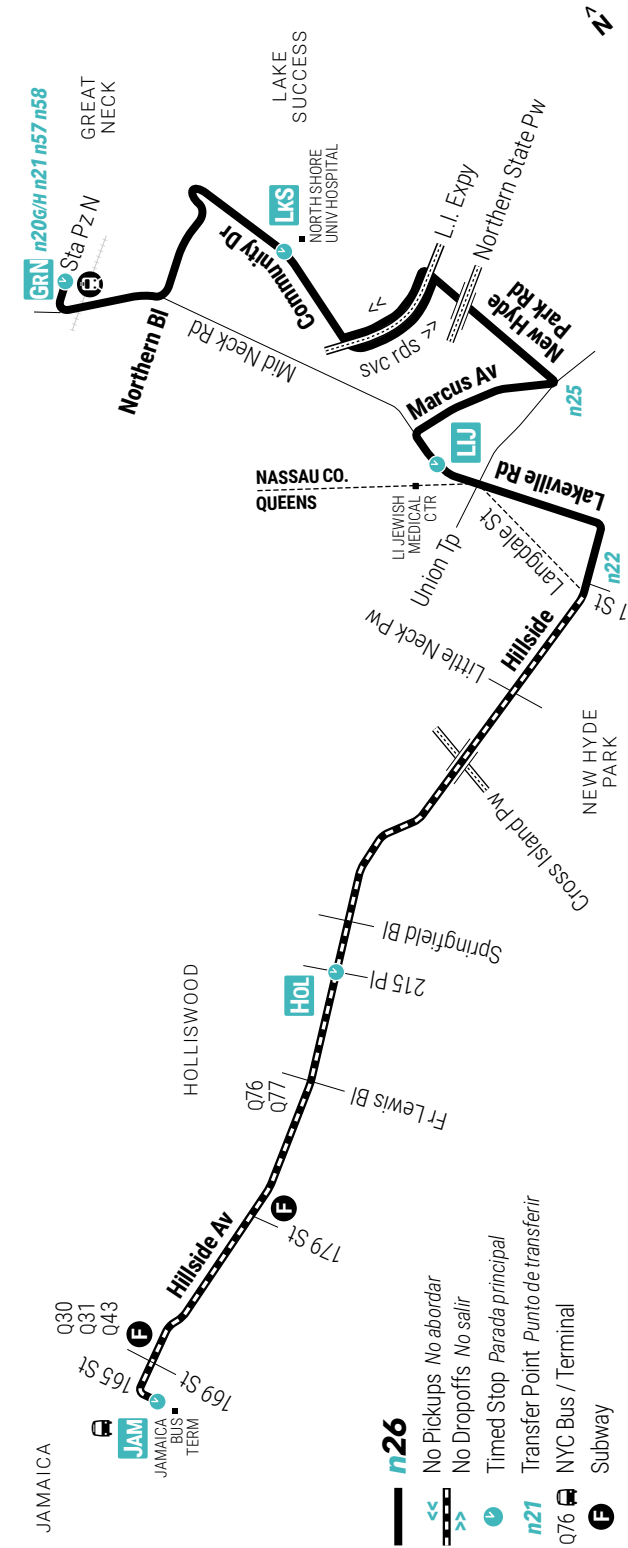 JAMAICA
JAM
JAMAICA
BUS
TERM
165 St
169 St
F
Q30
Q31
Q43
Hillside Av
179 St
F
HOLLISWOOD
Q76
Q77
Fr Lewis Bl
HOL
215 Pl
Springfield Bl
Cross Island Pw
NEW HYDE
PARK
Little Neck Pw
Hillside
1 St
n22
Langdale St
Lakeville Rd
Union Tp
LI JEWISH
MEDICAL
CTR
NASSAU CO.
QUEENS
LIJ
Marcus Av
n25
New Hyde
Park Rd
Northern State Pw
L.I. Expy
<<
svc rds >>
Mid Neck Rd
Community Dr
LKS
NORTH SHORE
UNIV HOSPITAL
LAKE
SUCCESS
Northern Bl
GRN n20G/H n21 n57 n58
Sta Pz N
GREAT
NECK
N
n26
<< No Pickups No abordar
>> No Dropoffs No salir
Timed Stop Parada principal
n21 Transfer Point Punto de transferir
Q76 NYC Bus / Terminal
F Subway